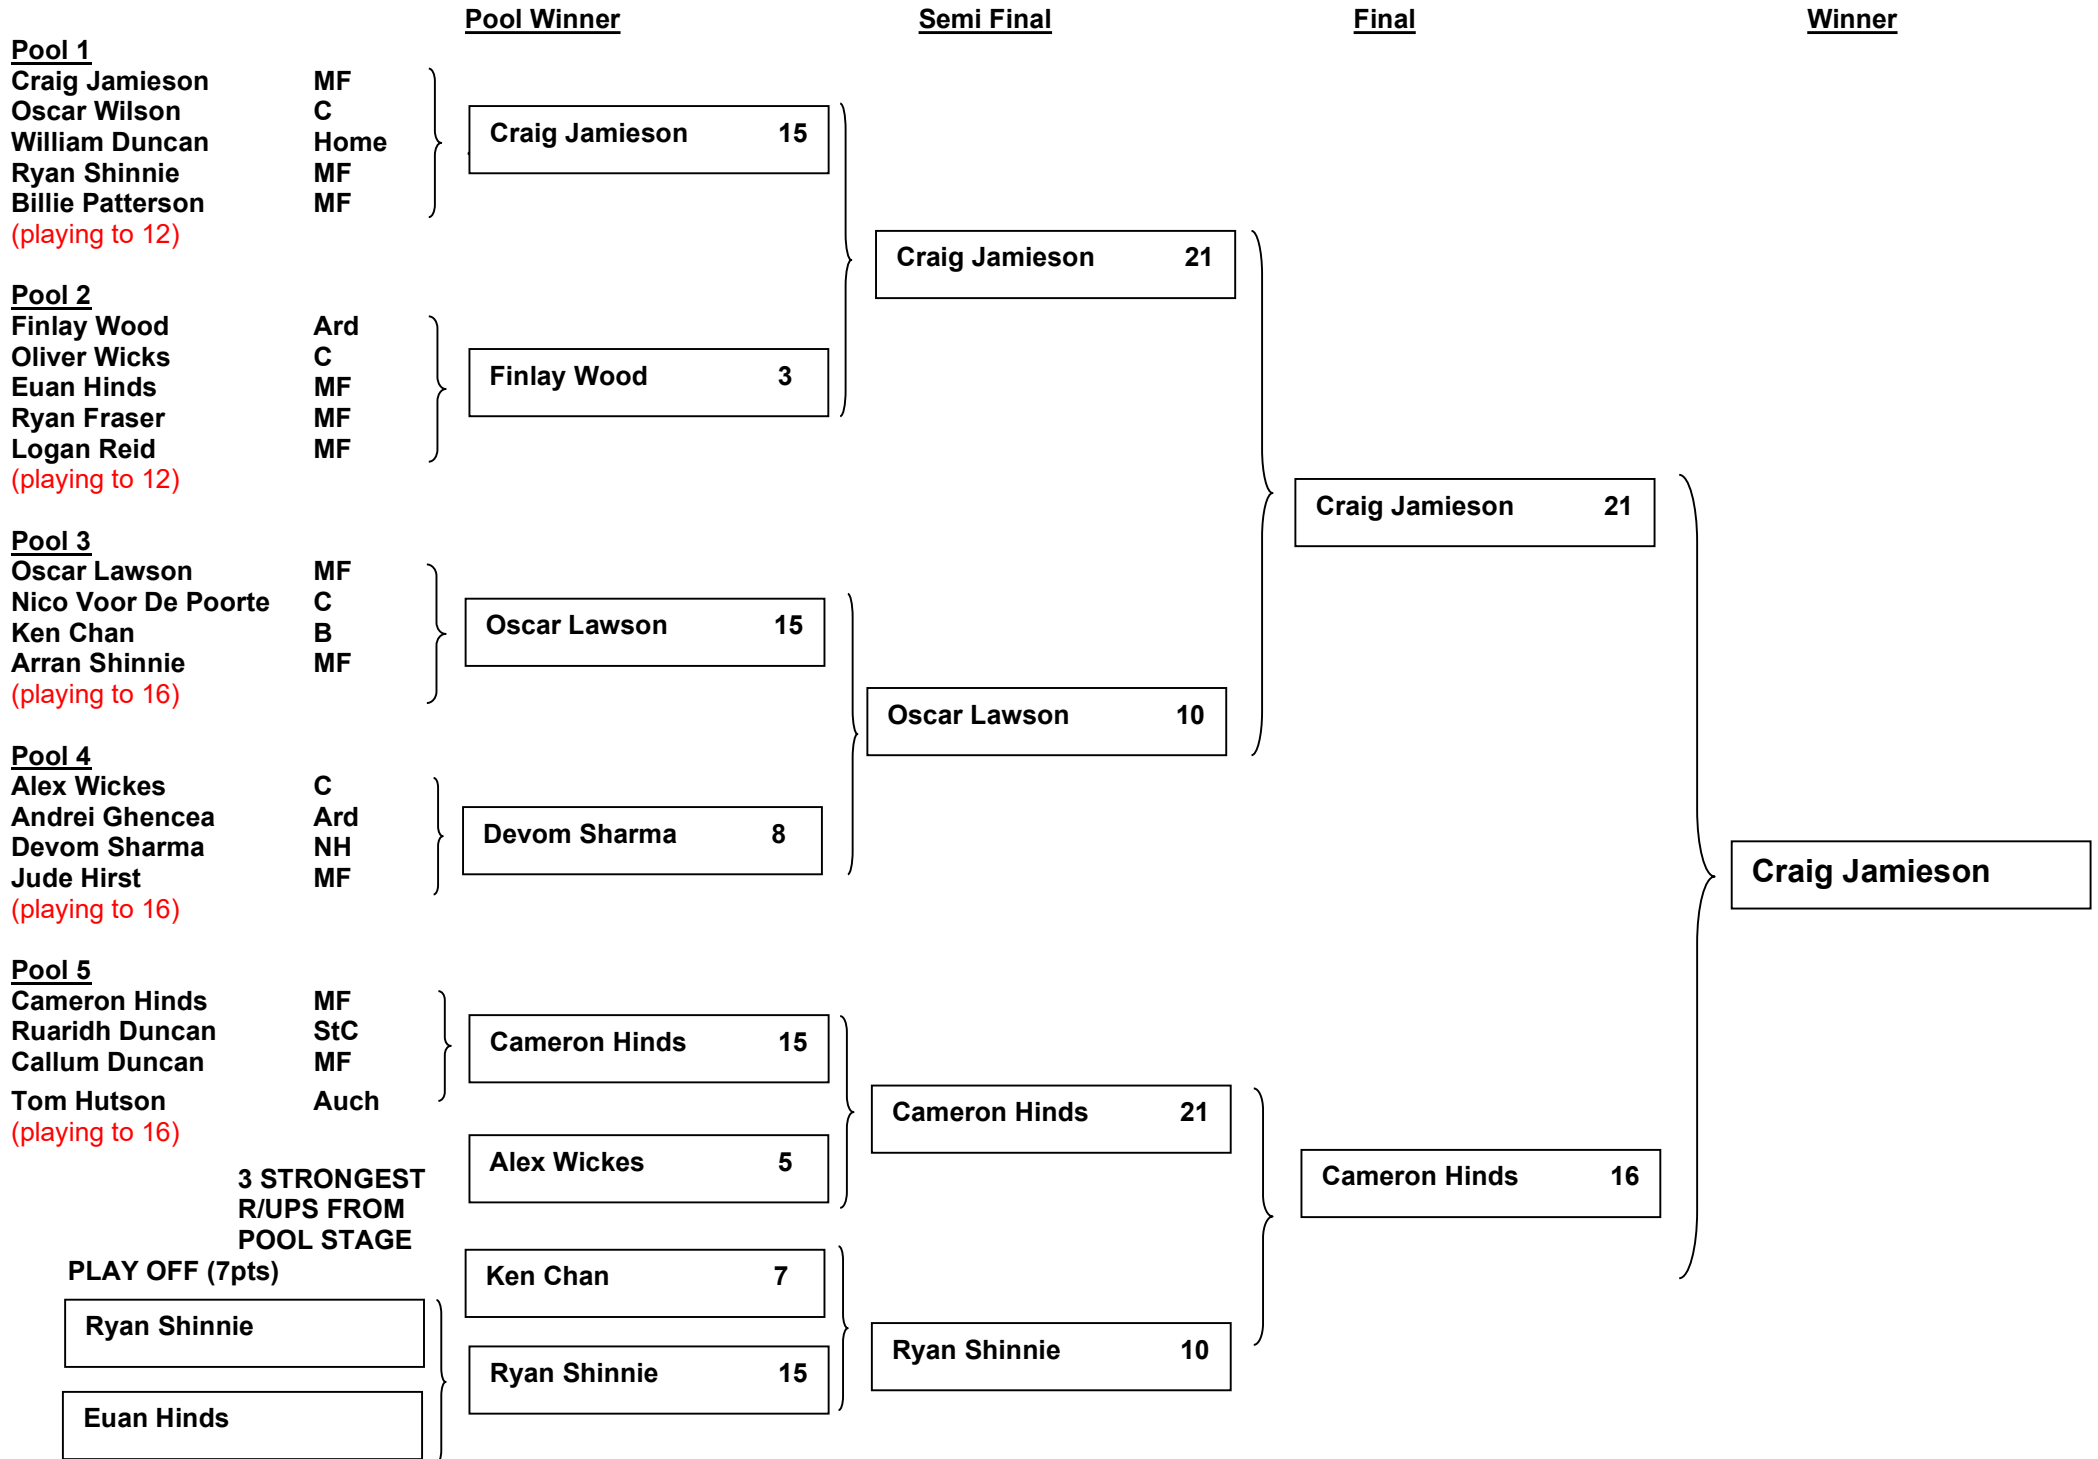 Pool Winner Semi Final Final Winner
Pool 1
Craig Jamieson MF
Oscar Wilson C
William Duncan Home
Ryan Shinnie MF
Billie Patterson MF
(playing to 12)
Craig Jamieson 15
Craig Jamieson 21
Pool 2
Finlay Wood Ard
Oliver Wicks C
Euan Hinds MF
Ryan Fraser MF
Logan Reid MF
(playing to 12)
Finlay Wood 3
Craig Jamieson 21
Pool 3
Oscar Lawson MF
Nico Voor De Poorte C
Ken Chan B
Arran Shinnie MF
(playing to 16)
Oscar Lawson 15
Oscar Lawson 10
Pool 4
Alex Wickes C
Andrei Ghencea Ard
Devom Sharma NH
Jude Hirst MF
(playing to 16)
Devom Sharma 8
Craig Jamieson
Pool 5
Cameron Hinds MF
Ruaridh Duncan StC
Callum Duncan MF
Tom Hutson Auch
(playing to 16)
Cameron Hinds 15
Cameron Hinds 21
Alex Wickes 5
Cameron Hinds 16
3 STRONGEST
R/UPS FROM
POOL STAGE
PLAY OFF (7pts)
Ken Chan 7
Ryan Shinnie
Ryan Shinnie 10
Ryan Shinnie 15
Euan Hinds